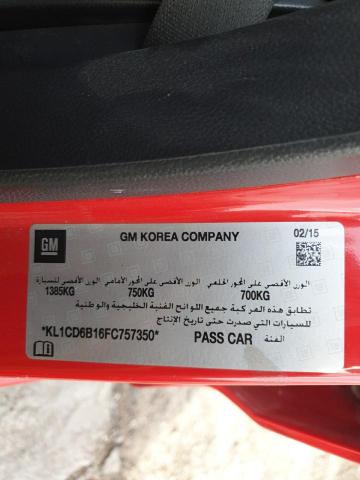 GM
GM KOREA COMPANY
02/15
الوزن الأقصى على المحور الخلفي الوزن الأقصى على المحور الأمامي الوزن الأقصى للسيارة
1385KG 750KG 700KG
تطابق هذه المركبة جميع اللوائح الفنية الخليجية والوطنية
للسيارات التي صدرت حتى تاريخ الإنتاج
*KL1CD6B16FC757350* PASS CAR الفئة